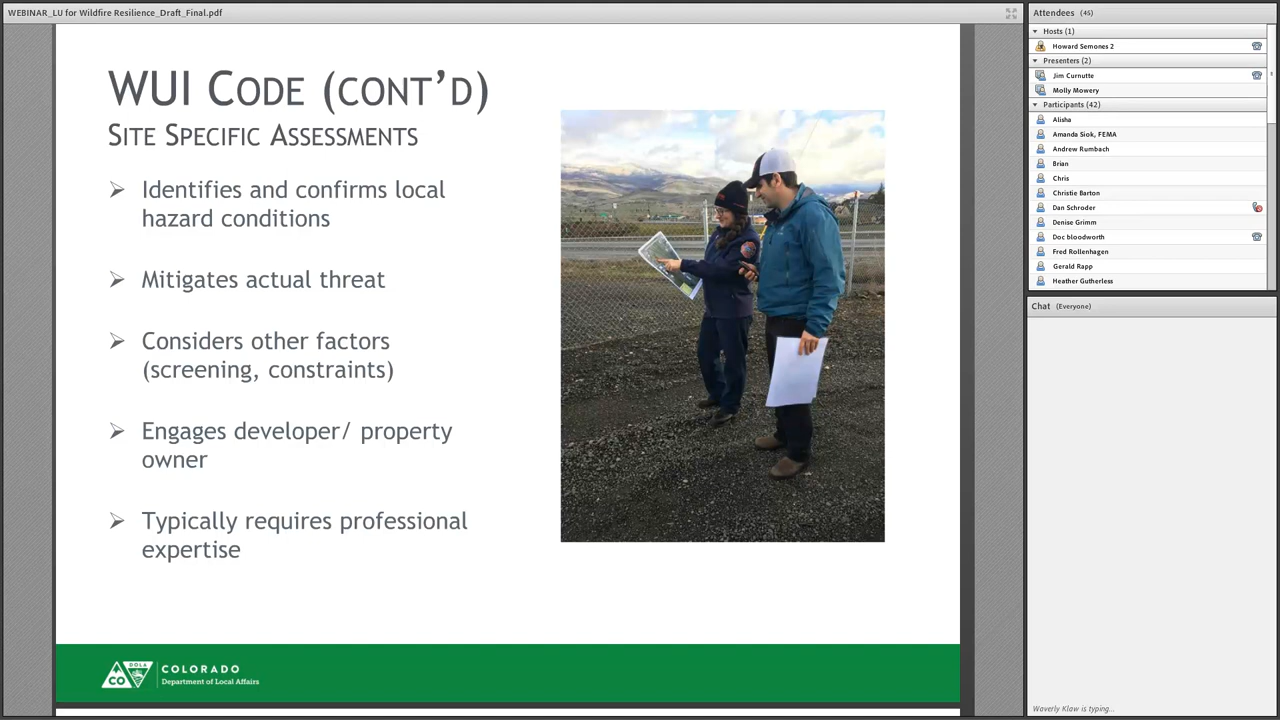 WEBINAR_LU for Wildfire Resilience_Draft_Final.pdf
WUI CODE (CONT'D)
SITE SPECIFIC ASSESSMENTS
Identifies and confirms local
hazard conditions
Mitigates actual threat
Considers other factors
(screening, constraints)
Engages developer/ property
owner
Typically requires professional
expertise
CO
DOLA
COLORADO
Department of Local Affairs
Attendees (45)
Hosts (1)
Howard Semones 2
Presenters (2)
Jim Curnutte
Molly Mowery
Participants (42)
Alisha
Amanda Siok, FEMA
Andrew Rumbach
Brian
Chris
Christie Barton
Dan Schroder
Denise Grimm
Doc bloodworth
Fred Rollenhagen
Gerald Rapp
Heather Gutherless
Chat (Everyone)
Waverly Klaw is typing...